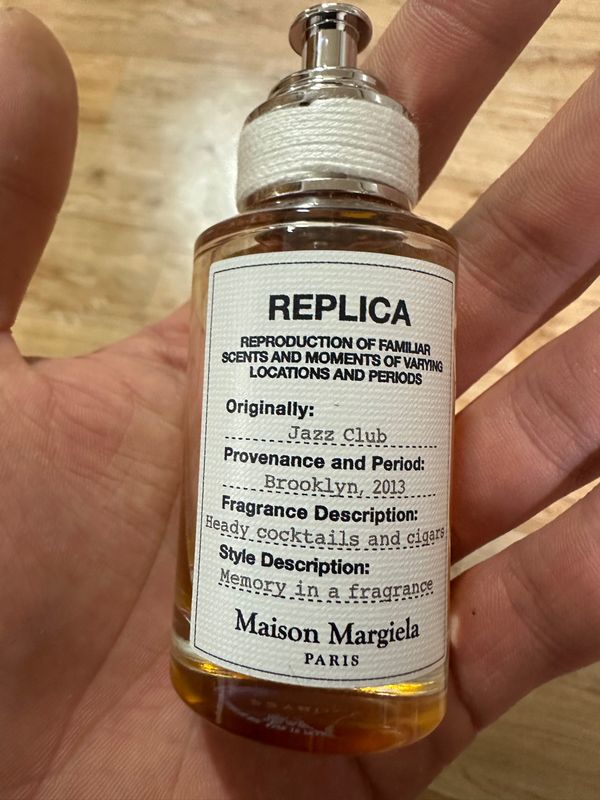 REPLICA
REPRODUCTION OF FAMILIAR
SCENTS AND MOMENTS OF VARYING
LOCATIONS AND PERIODS
Originally:
Jazz Club
Provenance and Period:
Brooklyn, 2013
Fragrance Description:
Heady cocktails and cigars
Style Description:
Memory in a fragrance
Maison Margiela
PARIS